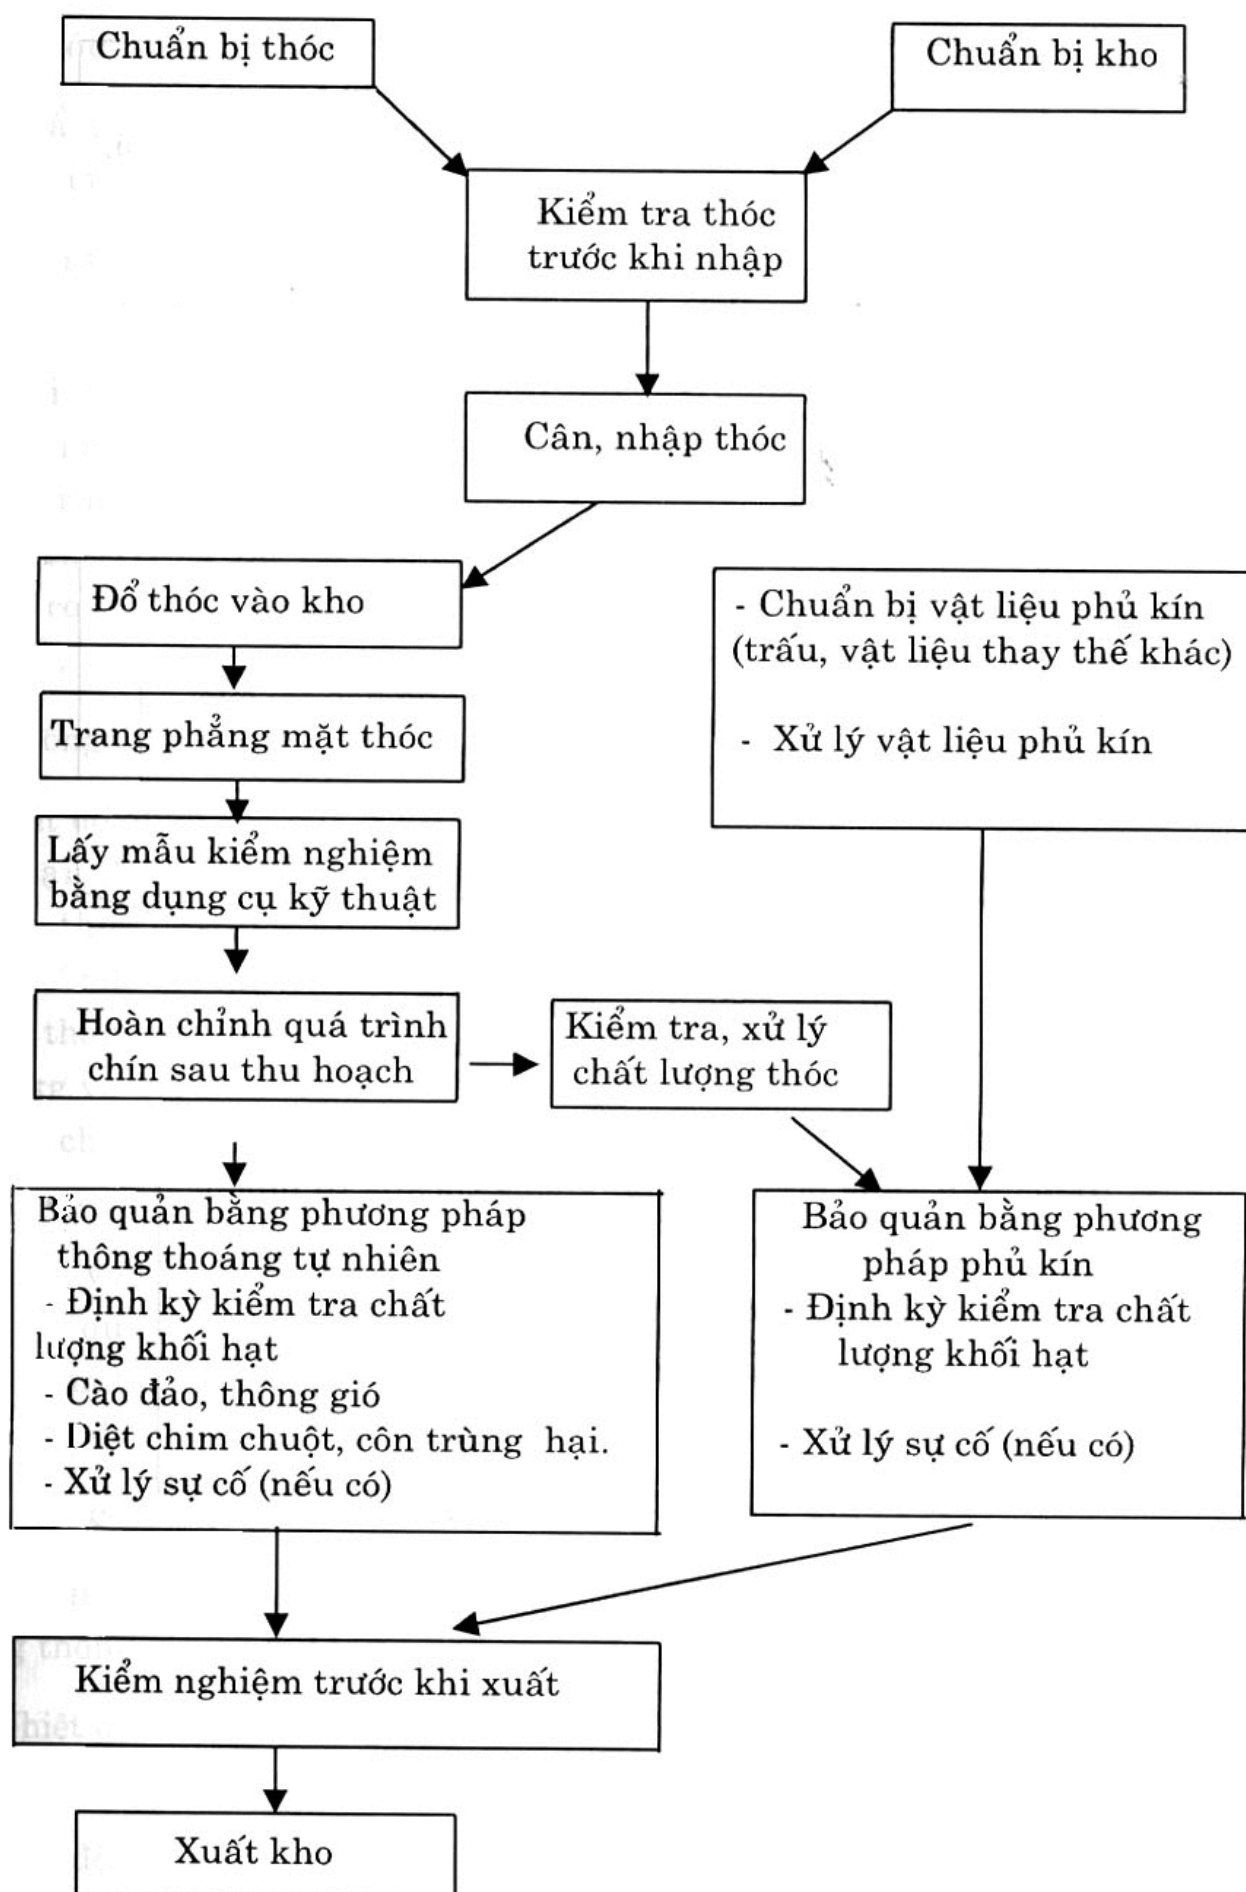 Chuẩn bị thóc
Chuẩn bị kho
Kiểm tra thóc
trước khi nhập
Cân, nhập thóc
Đổ thóc vào kho
- Chuẩn bị vật liệu phủ kín
(trấu, vật liệu thay thế khác)
- Xử lý vật liệu phủ kín
Trang phẳng mặt thóc
Lấy mẫu kiểm nghiệm
bằng dụng cụ kỹ thuật
Hoàn chỉnh quá trình
chín sau thu hoạch
Kiểm tra, xử lý
chất lượng thóc
Bảo quản bằng phương pháp
thông thoáng tự nhiên
- Định kỳ kiểm tra chất
lượng khối hạt
- Cào đảo, thông gió
- Diệt chim chuột, côn trùng hại.
- Xử lý sự cố (nếu có)
Bảo quản bằng phương
pháp phủ kín
- Định kỳ kiểm tra chất
lượng khối hạt
- Xử lý sự cố (nếu có)
Kiểm nghiệm trước khi xuất
Xuất kho